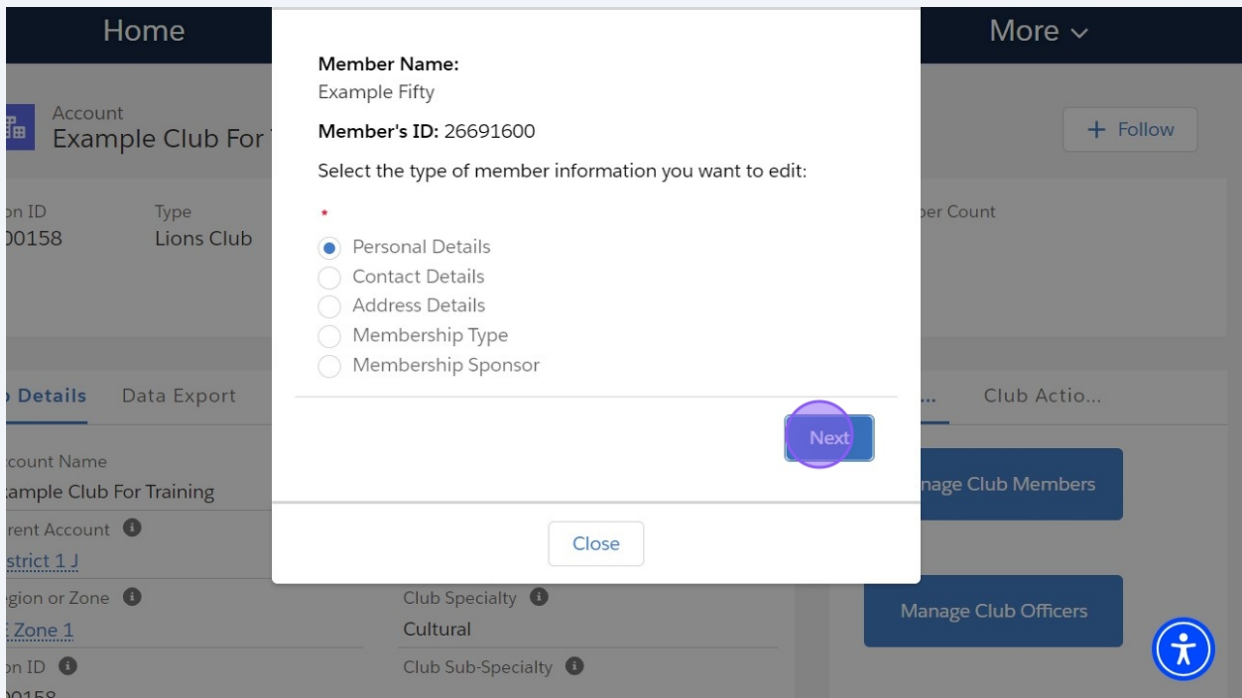 Home
More
Member Name:
Example Fifty
Member's ID: 26691600
Select the type of member information you want to edit:
*
Personal Details
Contact Details
Address Details
Membership Type
Membership Sponsor
Next
Close
Account
Example Club For
+ Follow
on ID
00158
Type
Lions Club
ber Count
Details
Data Export
...
Club Actio...
count Name
ample Club For Training
rent Account
strict 1 J
egion or Zone
Zone 1
on ID
00158
Club Specialty
Cultural
Club Sub-Specialty
nage Club Members
Manage Club Officers